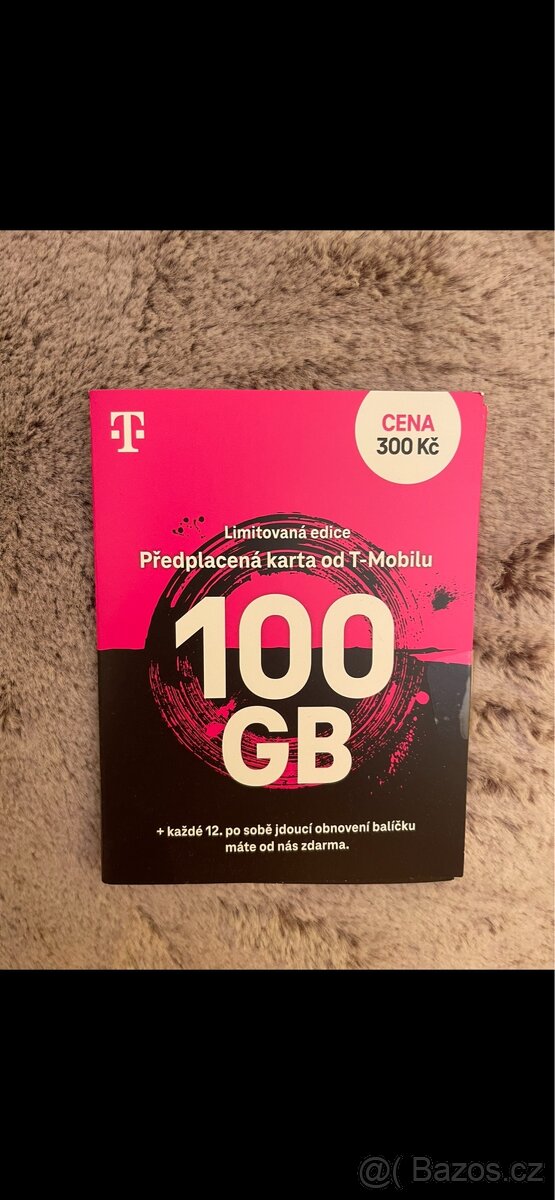 T
CENA
300 Kč
Limitovaná edice
Předplacená karta od T-Mobilu
100
GB
+ každé 12. po sobě jdoucí obnovení balíčku
máte od nás zdarma.
@( Bazos.cz